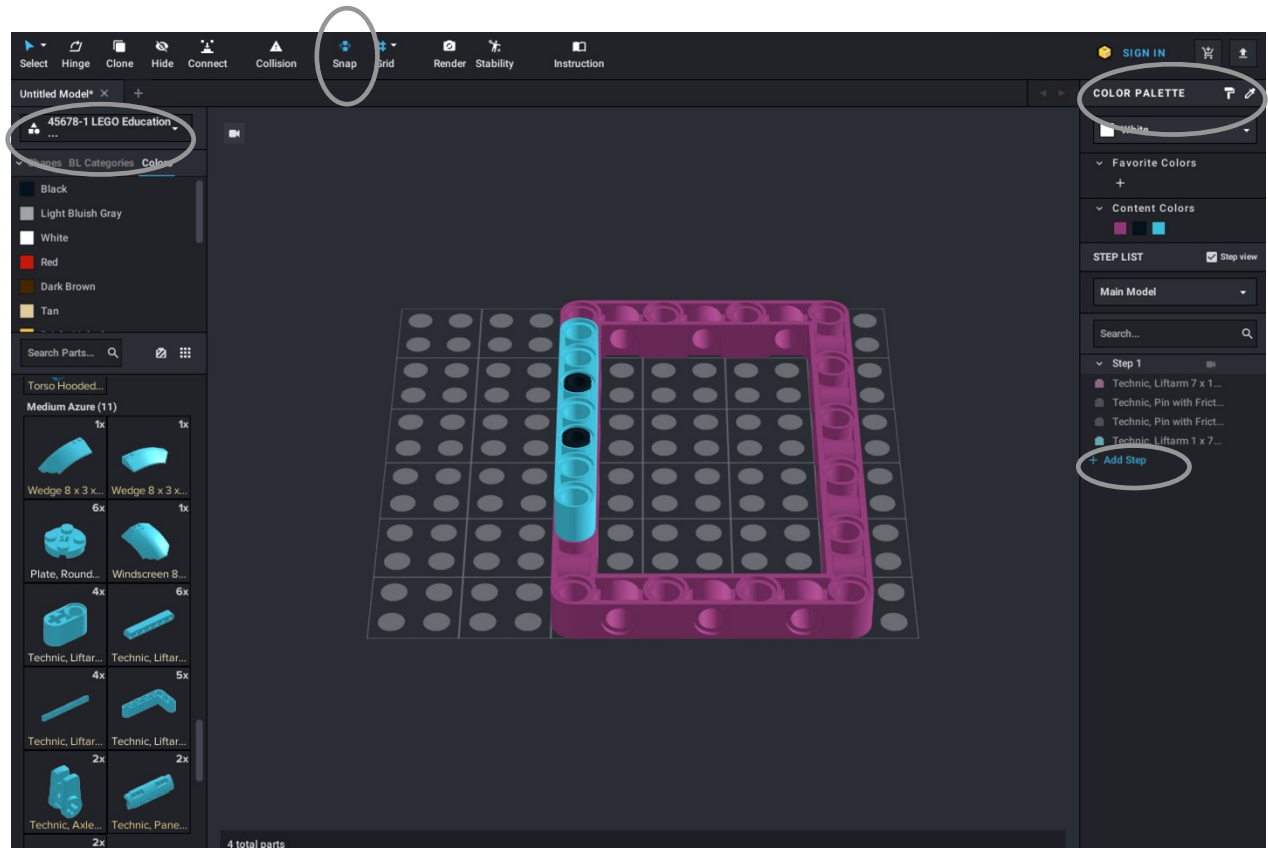 Select Hinge Clone Hide Connect Collision Snap Grid Render Stability Instruction SIGN IN
Untitled Model*
45678-1 LEGO Education
...
Shapes BL Categories Colors
Black
Light Bluish Gray
White
Red
Dark Brown
Tan
Search Parts...
Torso Hooded...
Medium Azure (11)
1x 1x
Wedge 8 x 3 x... Wedge 8 x 3 x...
6x 1x
Plate, Round... Windscreen 8...
4x 6x
Technic, Liftar... Technic, Liftar...
4x 5x
Technic, Liftar... Technic, Liftar...
2x 2x
Technic, Axle... Technic, Pane...
2x
4 total parts
COLOR PALETTE
White
Favorite Colors
+
Content Colors
STEP LIST Step view
Main Model
Search...
Step 1
Technic, Liftarm 7 x 1...
Technic, Pin with Frict...
Technic, Pin with Frict...
Technic, Liftarm 1 x 7...
+ Add Step